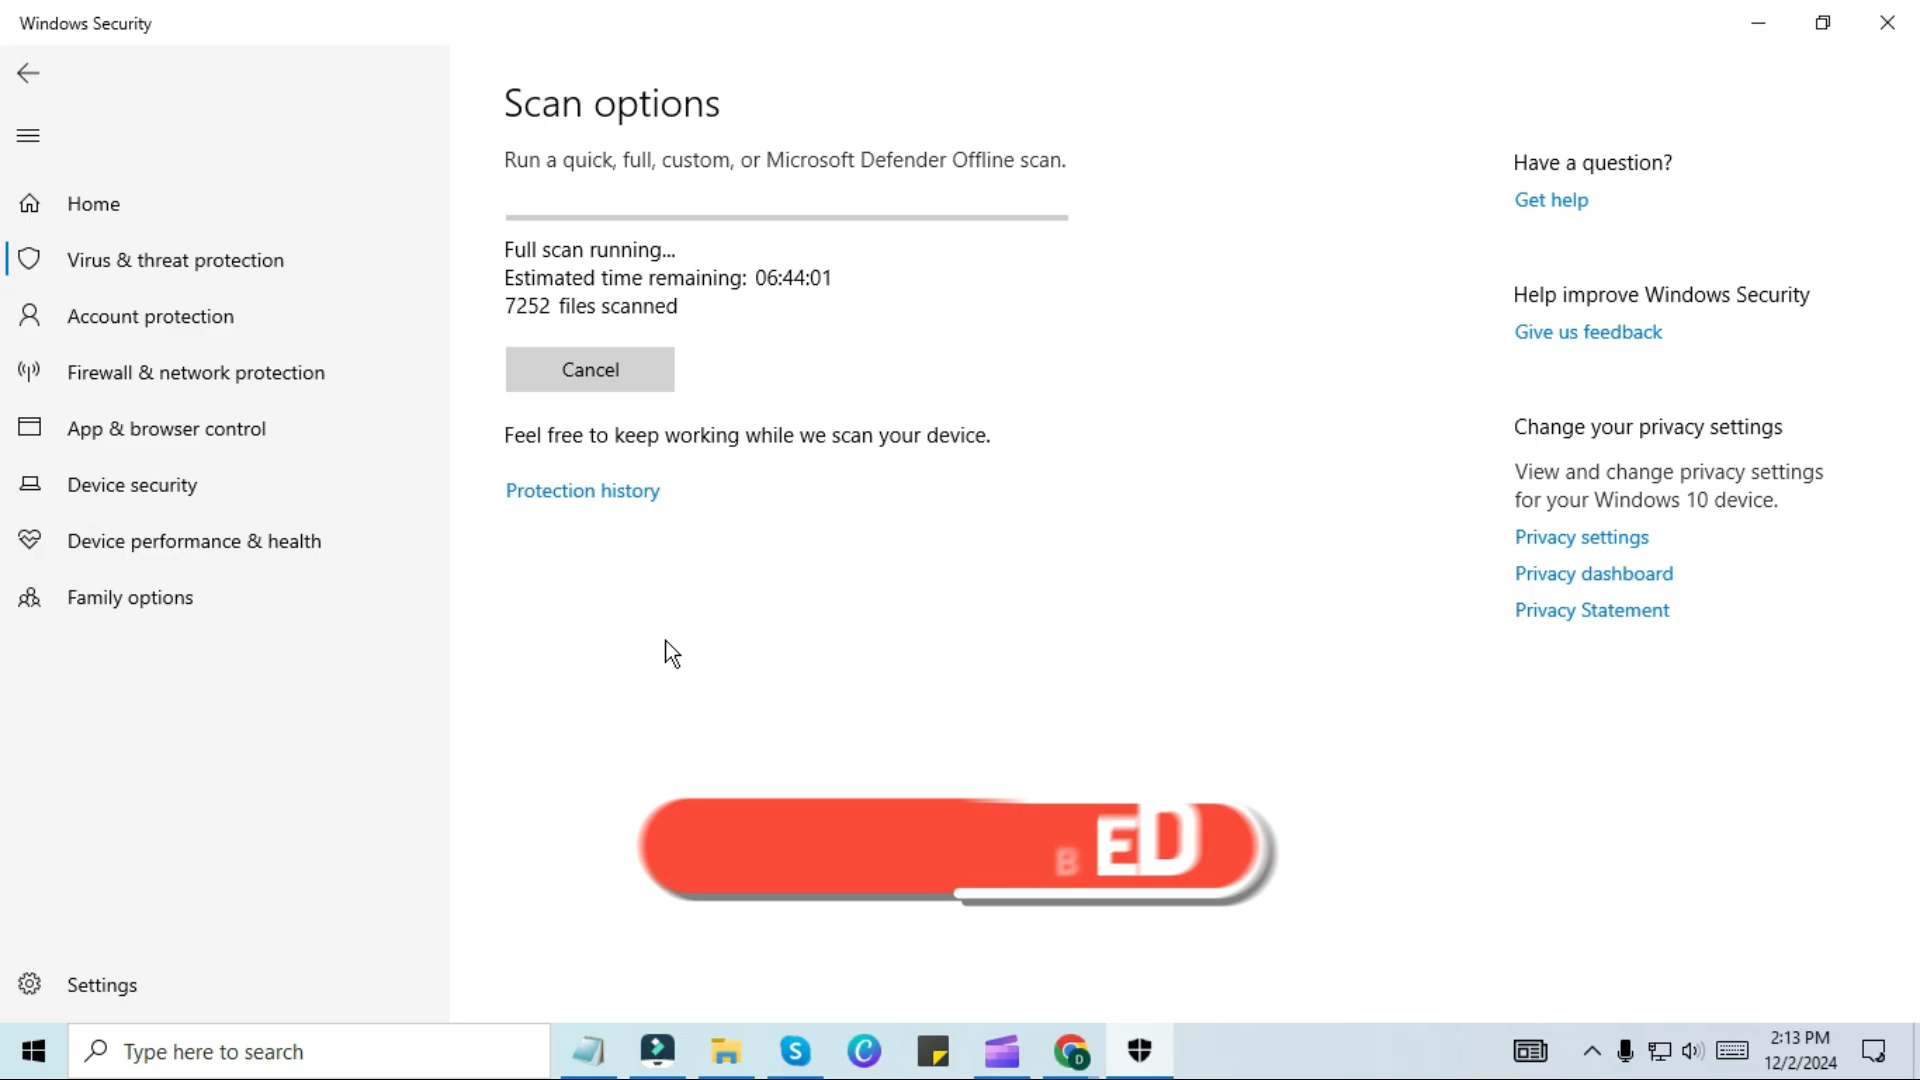 Windows Security
Scan options
Run a quick, full, custom, or Microsoft Defender Offline scan.
Full scan running...
Estimated time remaining: 06:44:01
7252 files scanned
Cancel
Feel free to keep working while we scan your device.
Protection history
Home
Virus & threat protection
Account protection
Firewall & network protection
App & browser control
Device security
Device performance & health
Family options
Settings
Have a question?
Get help
Help improve Windows Security
Give us feedback
Change your privacy settings
View and change privacy settings
for your Windows 10 device.
Privacy settings
Privacy dashboard
Privacy Statement
B ED
Type here to search
S
C
D
2:13 PM
12/2/2024